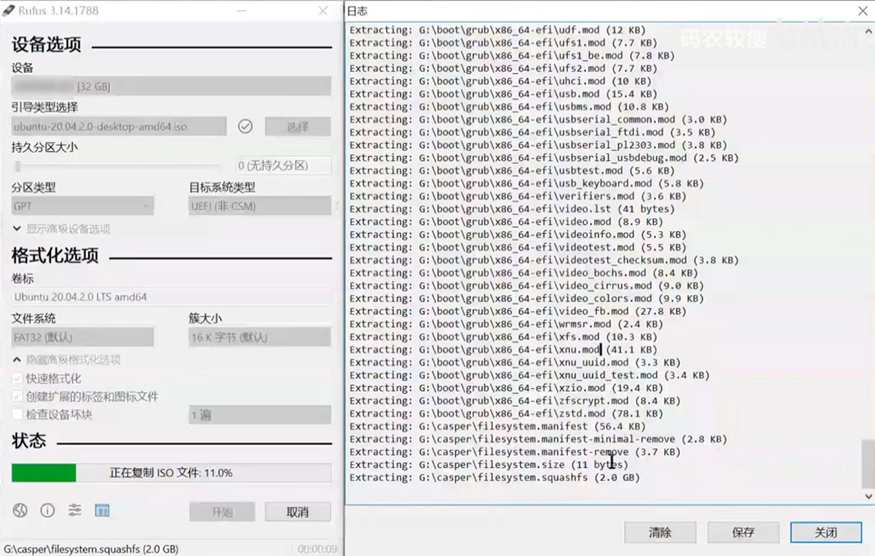 Rufus 3.14.1788
设备选项
设备
[32 GB]
引导类型选择
ubuntu-20.04.2.0-desktop-amd64.iso
选择
持久分区大小
0 (无持久分区)
分区类型
目标系统类型
GPT
UEFI (非 CSM)
显示高级设备选项
格式化选项
卷标
Ubuntu 20.04.2.0 LTS amd64
文件系统
簇大小
FAT32 (默认)
16 K 字节 (默认)
隐藏高级格式化选项
快速格式化
创建扩展的标签和图标文件
检查设备坏块
1 遍
状态
正在复制 ISO 文件: 11.0%
开始
取消
G:\casper\filesystem.squashfs (2.0 GB)
00:00:09
日志
码农较瘦
Extracting: G:\boot\grub\x86_64-efi\udf.mod (12 KB)
Extracting: G:\boot\grub\x86_64-efi\ufs1.mod (7.7 KB)
Extracting: G:\boot\grub\x86_64-efi\ufs1_be.mod (7.8 KB)
Extracting: G:\boot\grub\x86_64-efi\ufs2.mod (7.7 KB)
Extracting: G:\boot\grub\x86_64-efi\uhci.mod (10 KB)
Extracting: G:\boot\grub\x86_64-efi\usb.mod (15.4 KB)
Extracting: G:\boot\grub\x86_64-efi\usbms.mod (10.8 KB)
Extracting: G:\boot\grub\x86_64-efi\usbserial_common.mod (3.0 KB)
Extracting: G:\boot\grub\x86_64-efi\usbserial_ftdi.mod (3.5 KB)
Extracting: G:\boot\grub\x86_64-efi\usbserial_pl2303.mod (3.8 KB)
Extracting: G:\boot\grub\x86_64-efi\usbserial_usbdebug.mod (2.5 KB)
Extracting: G:\boot\grub\x86_64-efi\usbtest.mod (5.6 KB)
Extracting: G:\boot\grub\x86_64-efi\usb_keyboard.mod (5.8 KB)
Extracting: G:\boot\grub\x86_64-efi\verifiers.mod (3.6 KB)
Extracting: G:\boot\grub\x86_64-efi\video.lst (41 bytes)
Extracting: G:\boot\grub\x86_64-efi\video.mod (8.9 KB)
Extracting: G:\boot\grub\x86_64-efi\videoinfo.mod (5.3 KB)
Extracting: G:\boot\grub\x86_64-efi\videotest.mod (5.5 KB)
Extracting: G:\boot\grub\x86_64-efi\videotest_checksum.mod (3.8 KB)
Extracting: G:\boot\grub\x86_64-efi\video_bochs.mod (8.4 KB)
Extracting: G:\boot\grub\x86_64-efi\video_cirrus.mod (9.0 KB)
Extracting: G:\boot\grub\x86_64-efi\video_colors.mod (9.9 KB)
Extracting: G:\boot\grub\x86_64-efi\video_fb.mod (27.8 KB)
Extracting: G:\boot\grub\x86_64-efi\wrmsr.mod (2.4 KB)
Extracting: G:\boot\grub\x86_64-efi\xfs.mod (10.3 KB)
Extracting: G:\boot\grub\x86_64-efi\xnu.mod (41.1 KB)
Extracting: G:\boot\grub\x86_64-efi\xnu_uuid.mod (3.3 KB)
Extracting: G:\boot\grub\x86_64-efi\xnu_uuid_test.mod (3.4 KB)
Extracting: G:\boot\grub\x86_64-efi\xzio.mod (19.4 KB)
Extracting: G:\boot\grub\x86_64-efi\zfscrypt.mod (8.4 KB)
Extracting: G:\boot\grub\x86_64-efi\zstd.mod (78.1 KB)
Extracting: G:\casper\filesystem.manifest (56.4 KB)
Extracting: G:\casper\filesystem.manifest-minimal-remove (2.8 KB)
Extracting: G:\casper\filesystem.manifest-remove (3.7 KB)
Extracting: G:\casper\filesystem.size (11 bytes)
Extracting: G:\casper\filesystem.squashfs (2.0 GB)
清除
保存
关闭